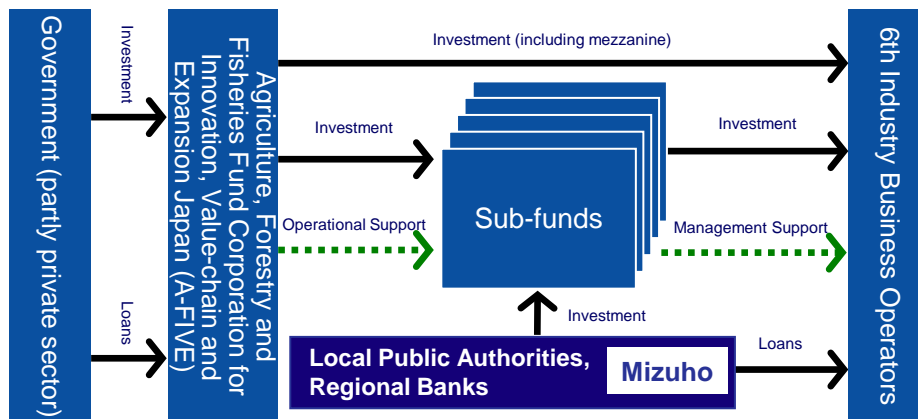 Government (partly private sector)
Investment
Loans
Agriculture, Forestry and
Fisheries Fund Corporation for
Innovation, Value-chain and
Expansion Japan (A-FIVE)
Investment (including mezzanine)
Investment
Operational Support
Sub-funds
Investment
Management Support
Investment
Local Public Authorities,
Regional Banks
Mizuho
Loans
6th Industry Business Operators